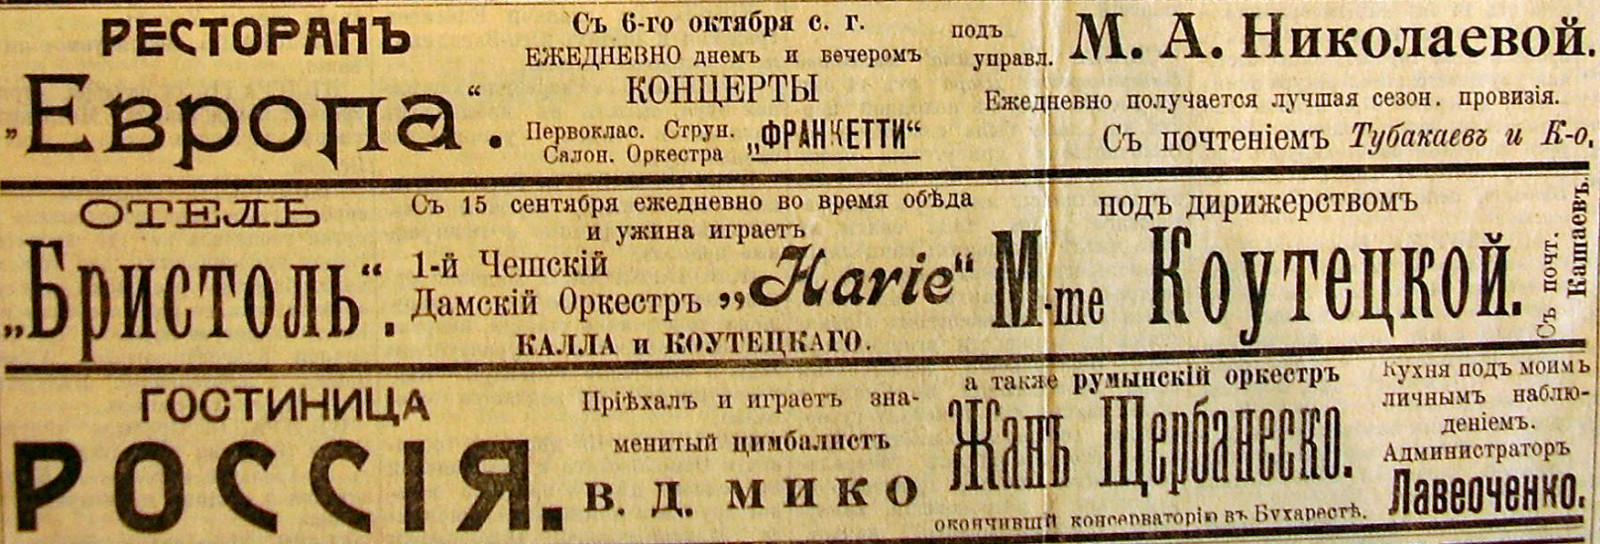 РЕСТОРАНЪ
„Европа“.
Съ 6-го октября с. г.
ЕЖЕДНЕВНО днемъ и вечеромъ
КОНЦЕРТЫ
Первоклас. Струн.
Салон. Оркестра
„ФРАНКЕТТИ“
подъ
управл.
М. А. Николаевой.
Ежедневно получается лучшая сезон. провизія.
Съ почтеніемъ Тубакаевъ и К-о.
ОТЕЛЬ
„Бристоль“.
Съ 15 сентября ежедневно во время обѣда
и ужина играетъ
1-й Чешскій
Дамскій Оркестръ „Harie“
КАЛЛА и КОУТЕЦКАГО.
подъ дирижерствомъ
М-me Коутецкой.
Съ почт.
Кашаевъ.
ГОСТИНИЦА
РОССІЯ.
Пріѣхалъ и играетъ зна-
менитый цимбалистъ
В. Д. МИКО
а также румынскій оркестръ
Жанъ Щербанеско.
окончившій консерваторію въ Бухарестѣ.
Кухня подъ моимъ
личнымъ наблю-
деніемъ.
Администраторъ
Лавеоченко.